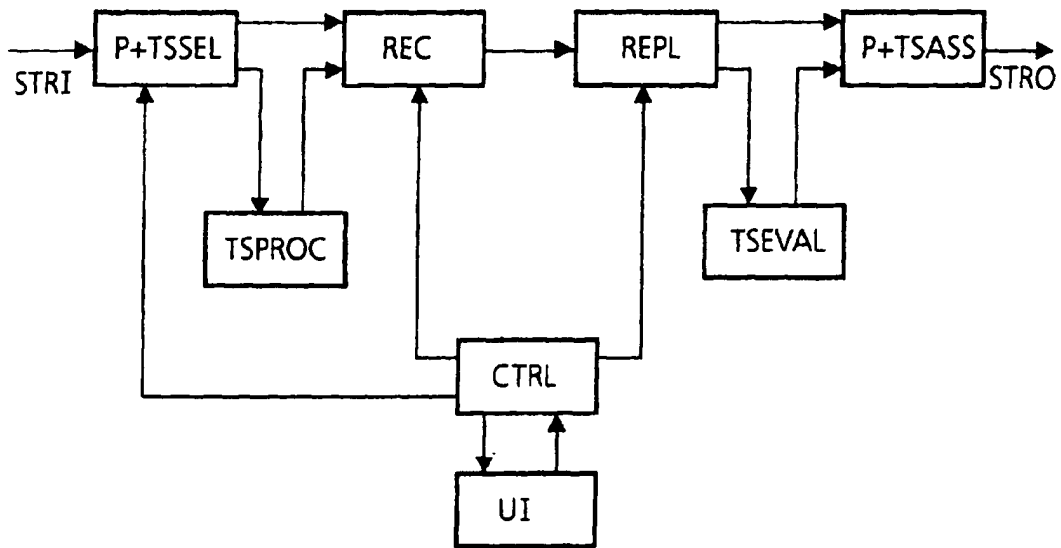 P+TSSEL
REC
REPL
P+TSASS
STRI
STRO
TSPROC
TSEVAL
CTRL
UI